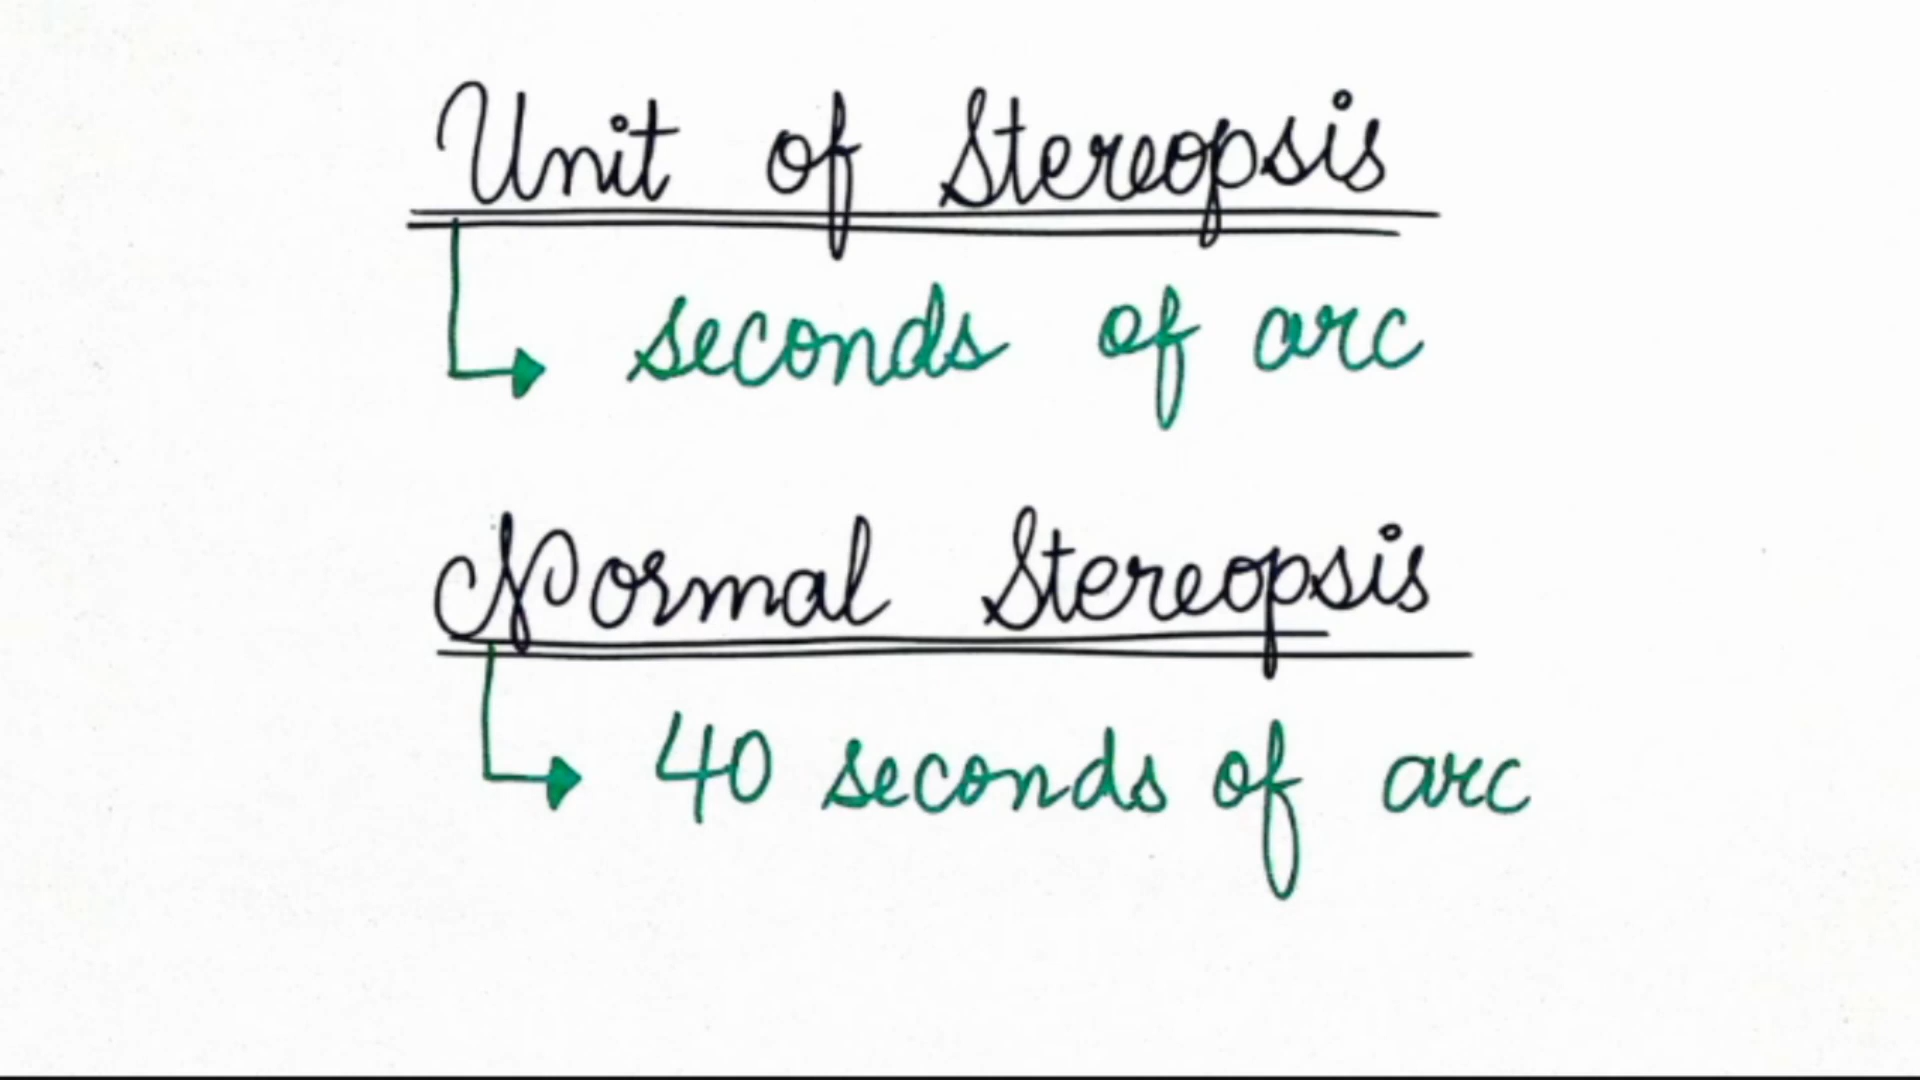 Unit of Stereopsis
seconds of arc
Normal Stereopsis
40 seconds of arc